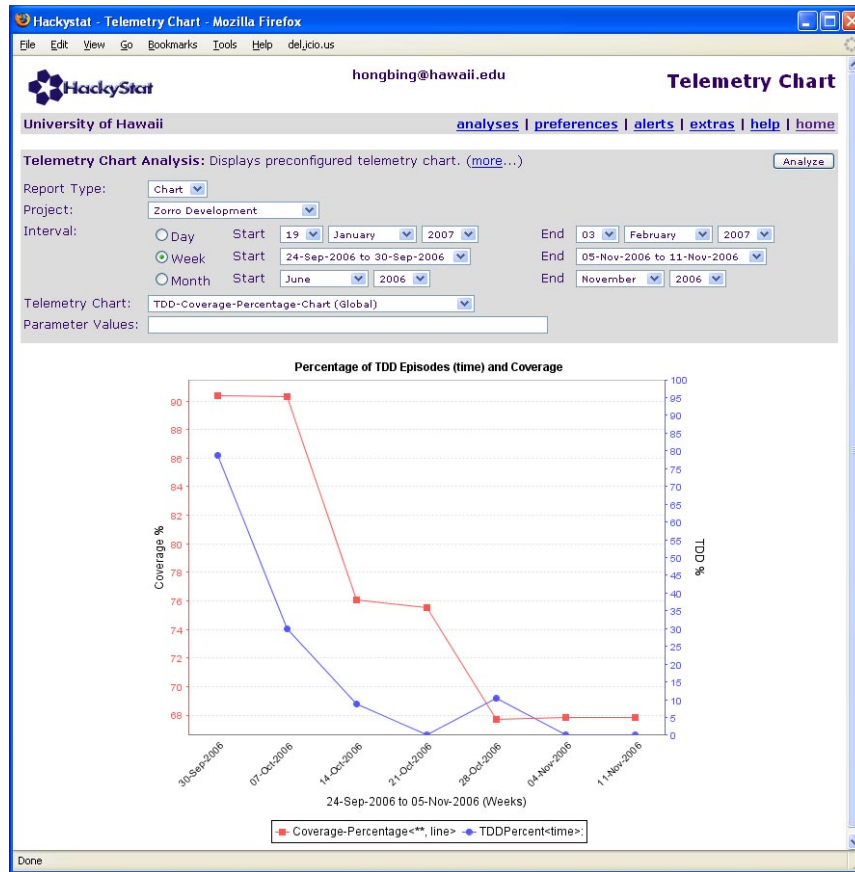 Hackystat - Telemetry Chart - Mozilla Firefox
File Edit View Go Bookmarks Tools Help del.icio.us
HackyStat
hongbing@hawaii.edu
Telemetry Chart
University of Hawaii
analyses | preferences | alerts | extras | help | home
Telemetry Chart Analysis: Displays preconfigured telemetry chart. (more...)
Analyze
Report Type: Chart
Project: Zorro Development
Interval: Day Start 19 January 2007 End 03 February 2007
Week Start 24-Sep-2006 to 30-Sep-2006 End 05-Nov-2006 to 11-Nov-2006
Month Start June 2006 End November 2006
Telemetry Chart: TDD-Coverage-Percentage-Chart (Global)
Parameter Values:
Percentage of TDD Episodes (time) and Coverage
Coverage %
90
88
86
84
82
80
78
76
74
72
70
68
100
95
90
85
80
75
70
65
60
55
50
45
40
35
30
25
20
15
10
5
0
TDD %
30-Sep-2006
07-Oct-2006
14-Oct-2006
21-Oct-2006
28-Oct-2006
04-Nov-2006
11-Nov-2006
24-Sep-2006 to 05-Nov-2006 (Weeks)
Coverage-Percentage<**, line> TDDPercent<time>:
Done